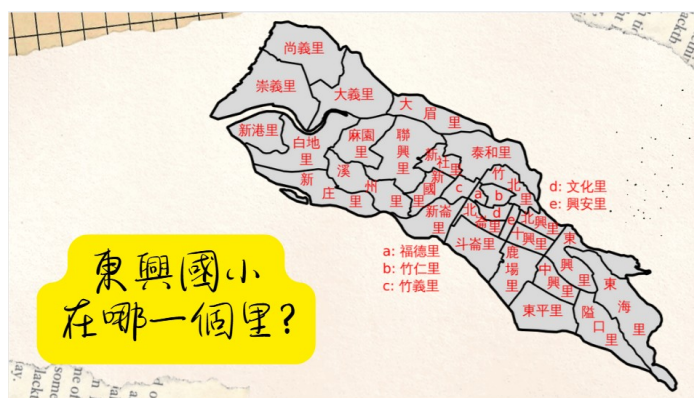 尚義里
崇義里
大義里
大眉里
新港里
白地里
麻園里
聯興里
新社里
泰和里
竹北里
溪州里
新國里
c
a
b
d
e
新庄里
新崙里
北崙里
北興里
十興里
斗崙里
鹿場里
中興里
東興里
東海里
東平里
隘口里
d: 文化里
e: 興安里
a: 福德里
b: 竹仁里
c: 竹義里
東興國小
在哪一個里?